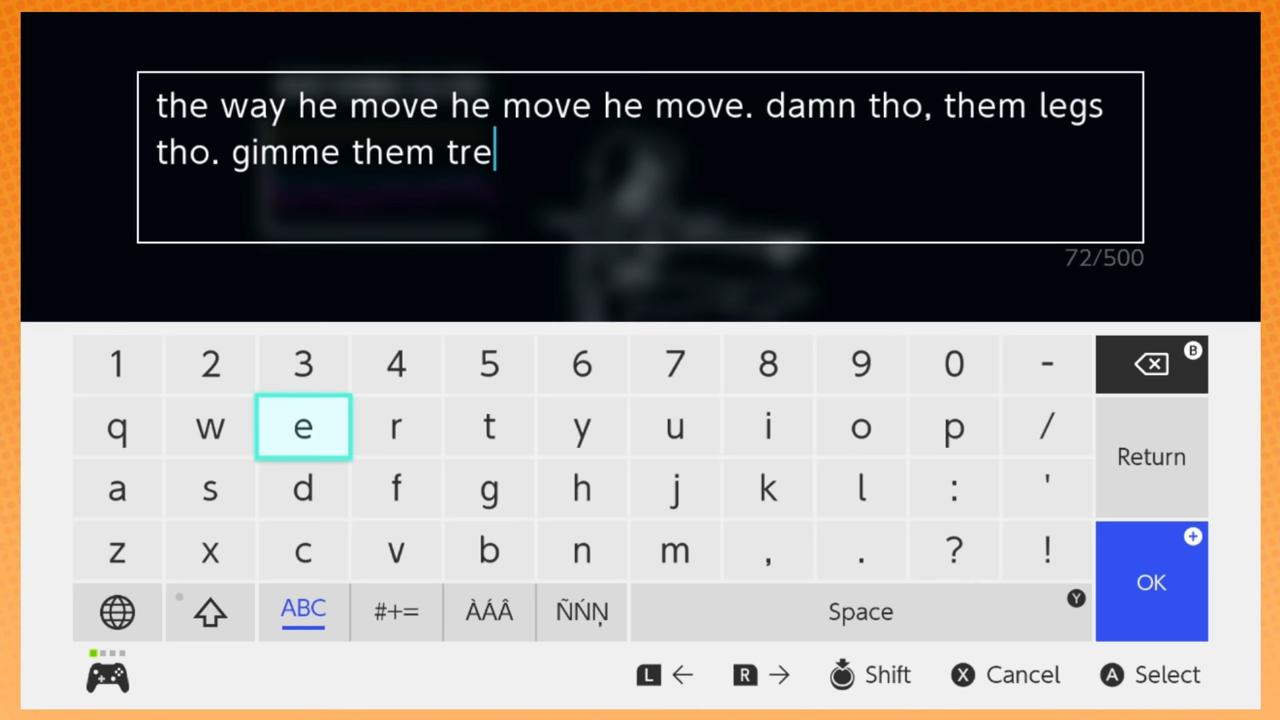 the way he move he move he move. damn tho, them legs
tho. gimme them tre
72/500
1 2 3 4 5 6 7 8 9 0 -
B
q w e r t y u i o p /
Return
a s d f g h j k l : '
z x c v b n m , . ? !
+
OK
ABC #+= ÀÁÂ ÑŃŅ Space Y
L ← R → Shift X Cancel A Select